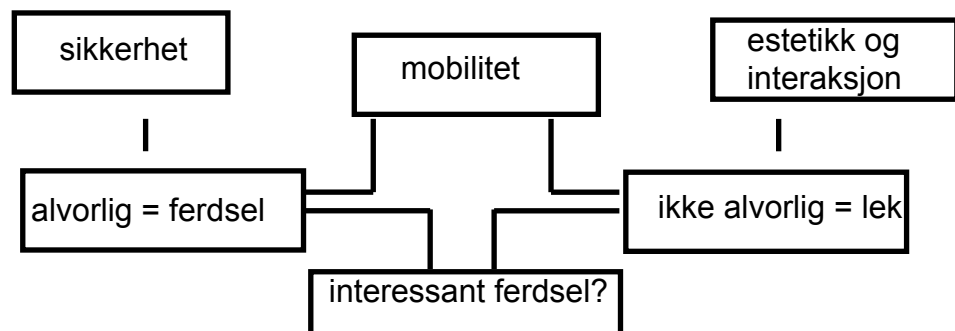 sikkerhet
mobilitet
estetikk og
interaksjon
alvorlig = ferdsel
ikke alvorlig = lek
interessant ferdsel?